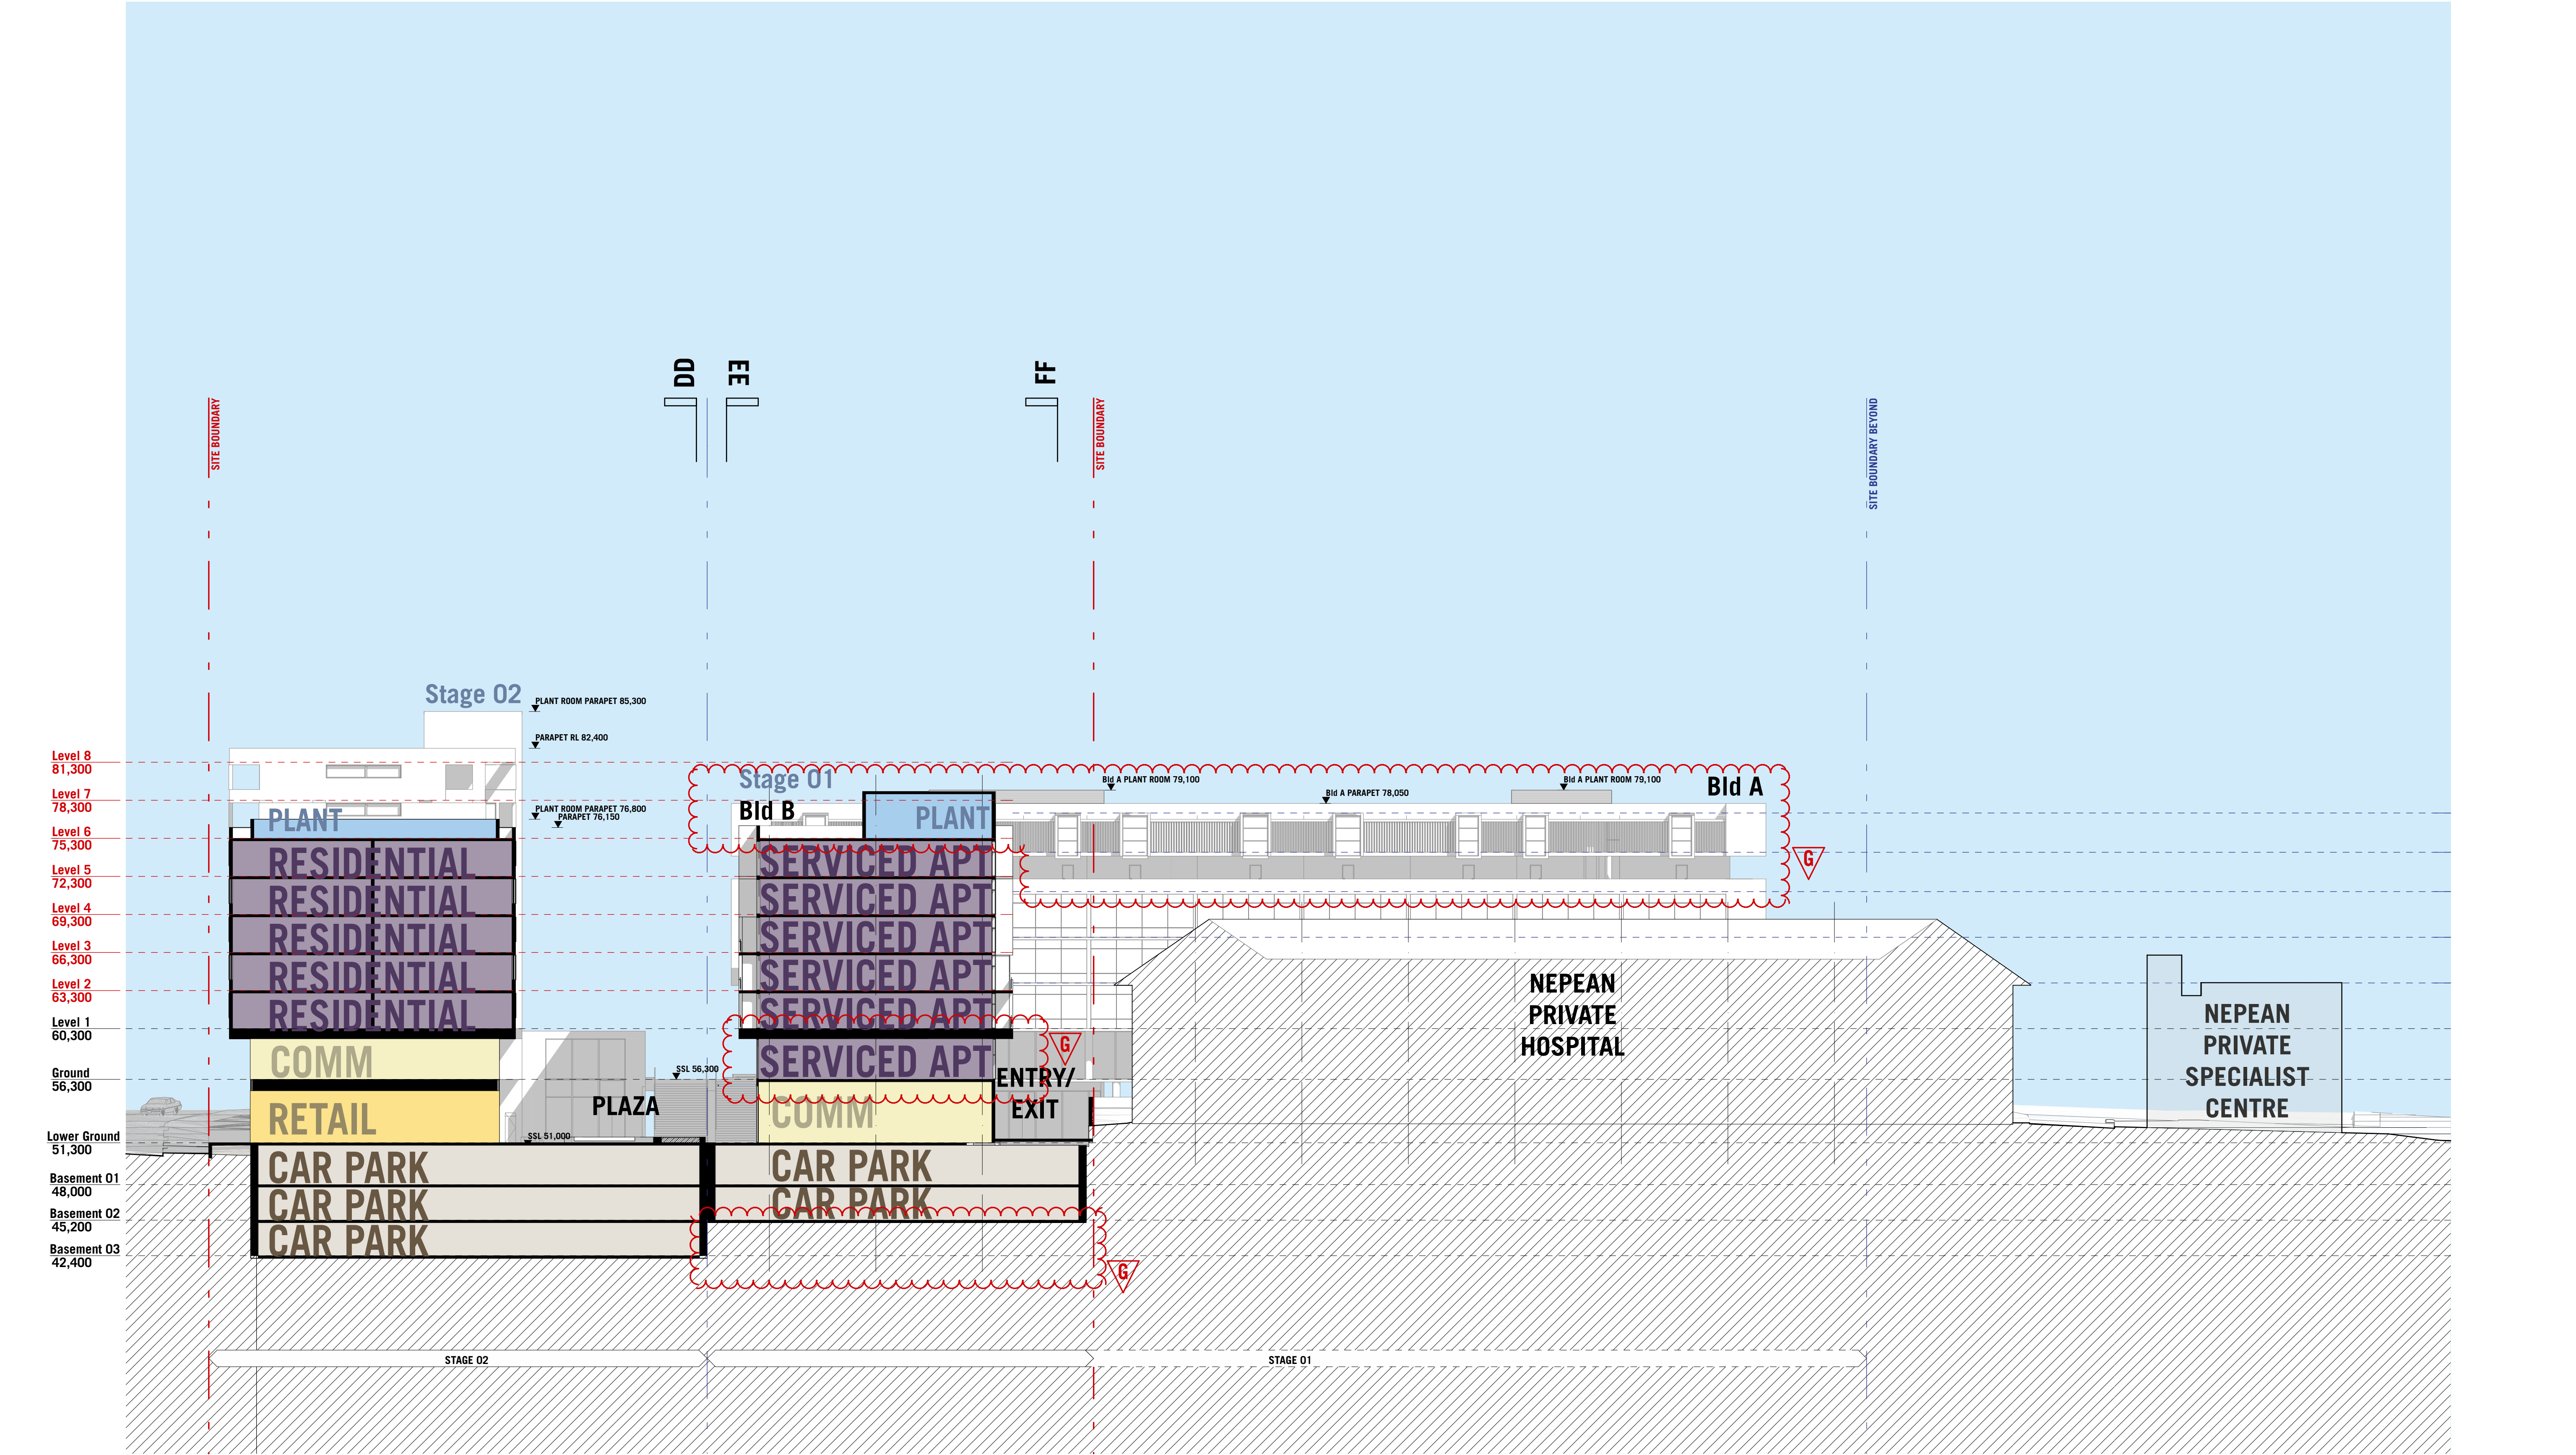 DD
EE
FF
SITE BOUNDARY
SITE BOUNDARY
SITE BOUNDARY BEYOND
Stage 02
PLANT ROOM PARAPET 85,300
PARAPET RL 82,400
PLANT ROOM PARAPET 76,800
PARAPET 76,150
Level 8
81,300
Level 7
78,300
Level 6
75,300
Level 5
72,300
Level 4
69,300
Level 3
66,300
Level 2
63,300
Level 1
60,300
Ground
56,300
Lower Ground
51,300
Basement 01
48,000
Basement 02
45,200
Basement 03
42,400
PLANT
RESIDENTIAL
RESIDENTIAL
RESIDENTIAL
RESIDENTIAL
RESIDENTIAL
COMM
RETAIL
CAR PARK
CAR PARK
CAR PARK
PLAZA
SSL 56,300
SSL 51,000
Stage 01
Bld B
PLANT
SERVICED APT
SERVICED APT
SERVICED APT
SERVICED APT
SERVICED APT
SERVICED APT
COMM
CAR PARK
CAR PARK
ENTRY/
EXIT
Bld A PLANT ROOM 79,100
Bld A PARAPET 78,050
Bld A PLANT ROOM 79,100
Bld A
G
G
G
NEPEAN
PRIVATE
HOSPITAL
NEPEAN
PRIVATE
SPECIALIST
CENTRE
STAGE 02
STAGE 01